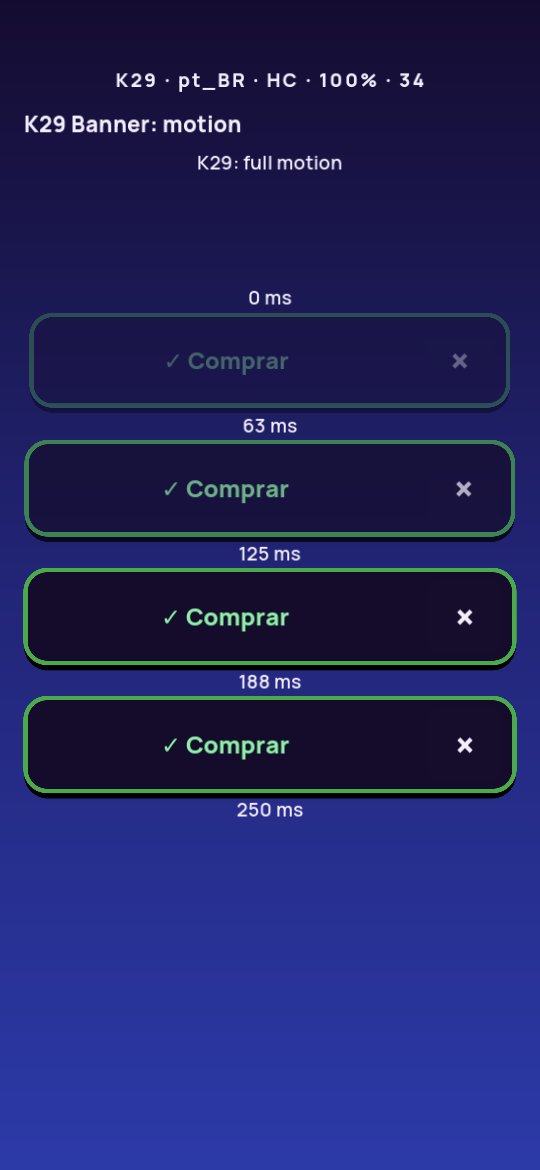 K29 · pt_BR · HC · 100% · 34
K29 Banner: motion
K29: full motion
0 ms
✓ Comprar ×
63 ms
✓ Comprar ×
125 ms
✓ Comprar ×
188 ms
✓ Comprar ×
250 ms